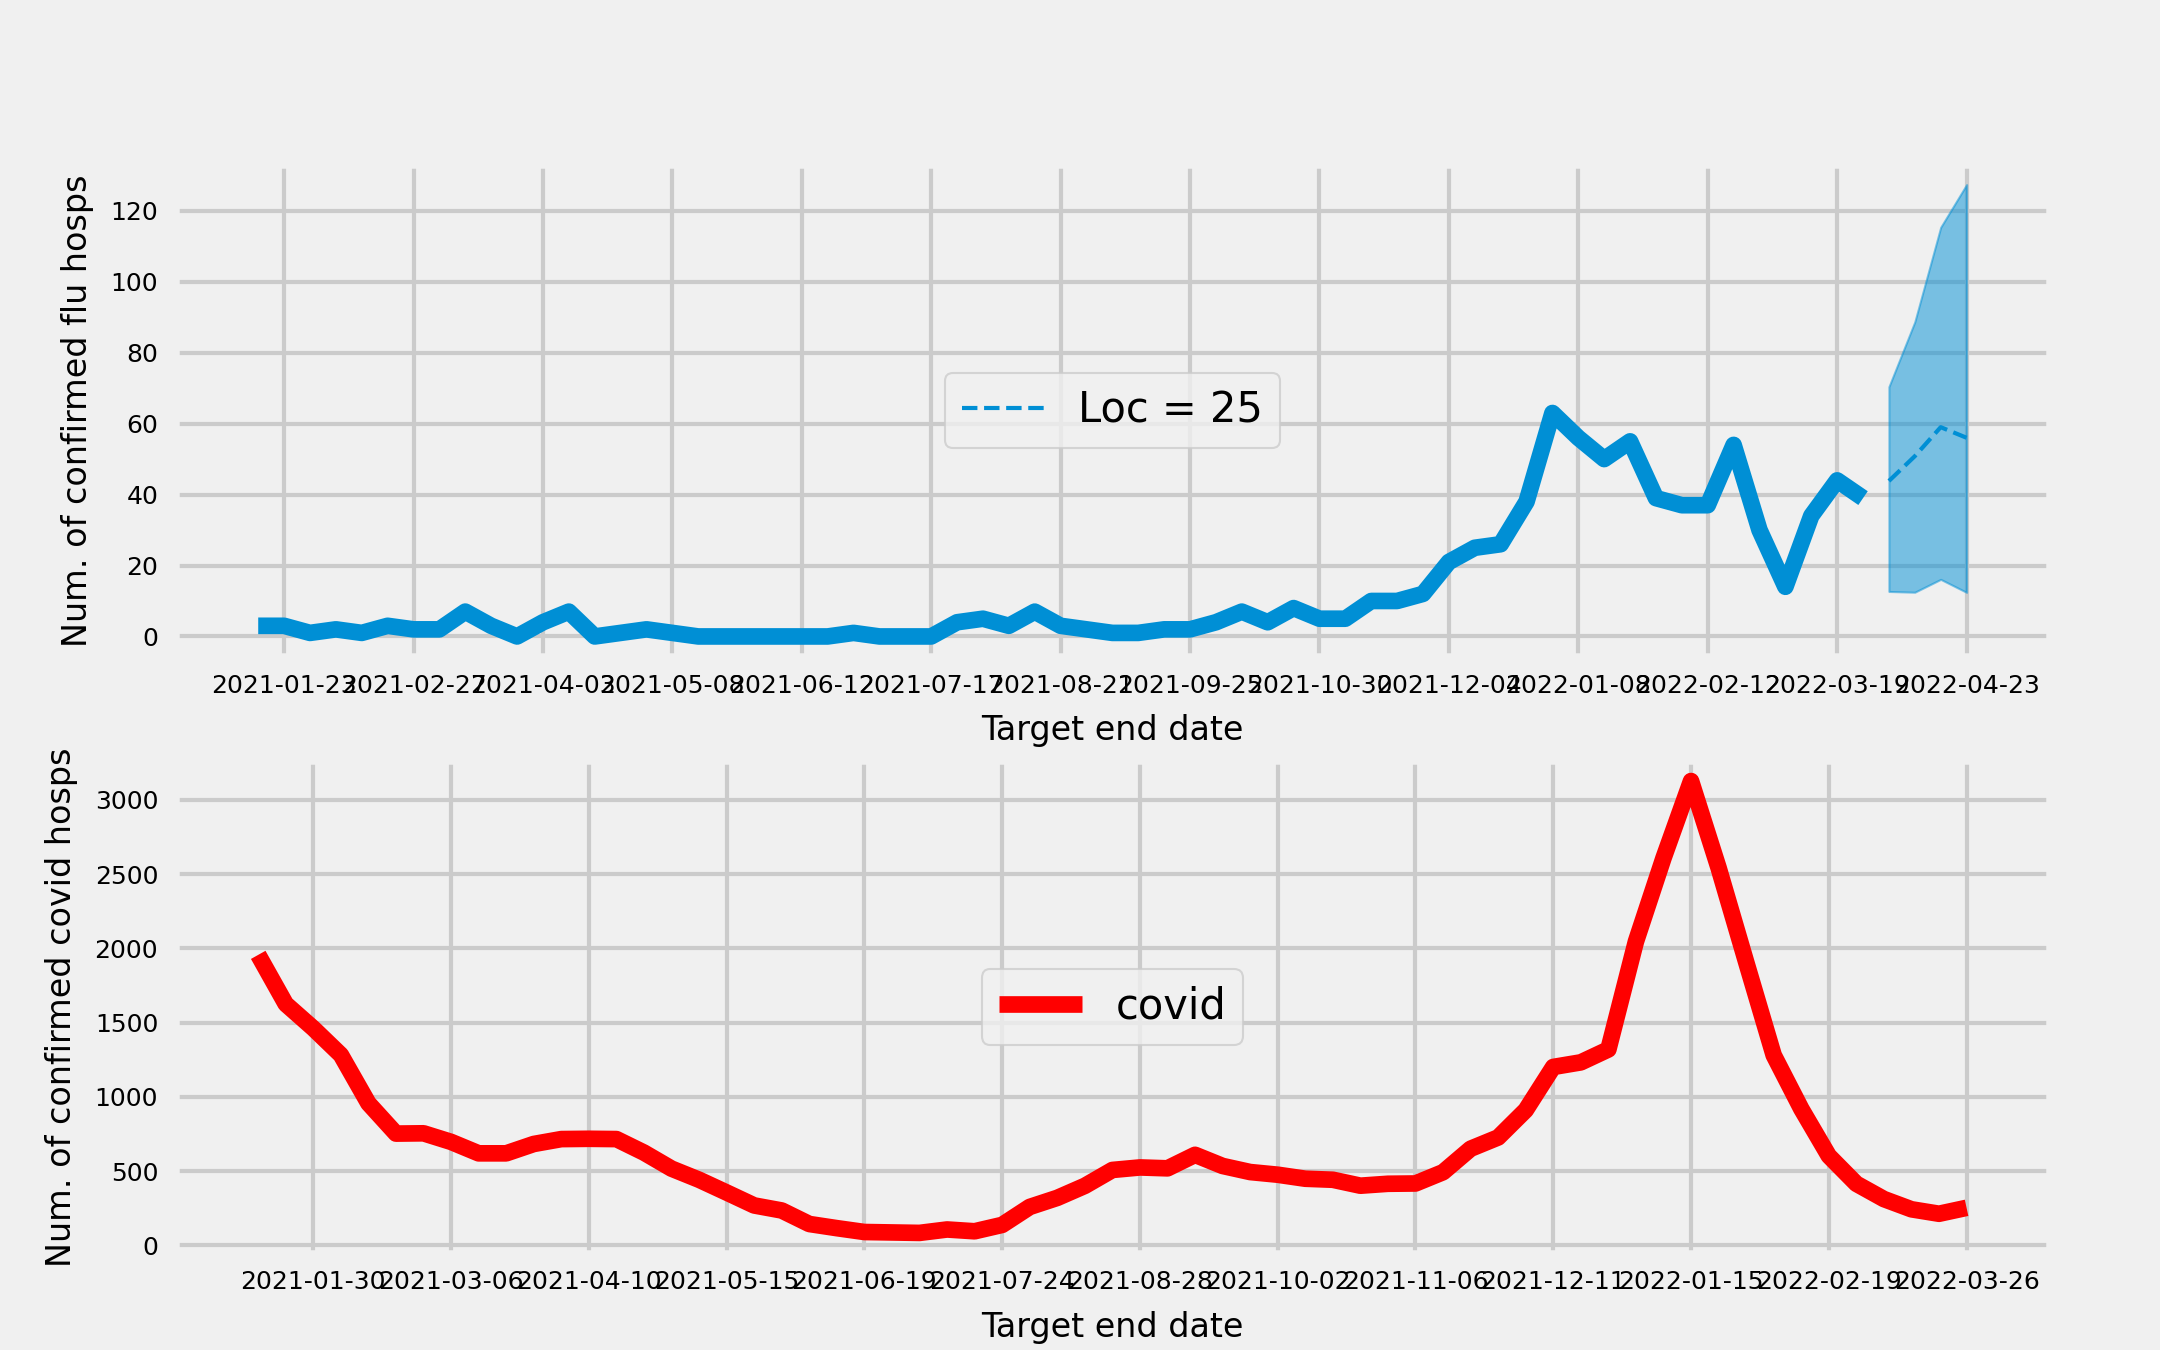 Num. of confirmed flu hosps
120
100
80
60
40
20
0
Loc = 25
2021-01-23 2021-02-27 2021-04-03 2021-05-08 2021-06-12 2021-07-17 2021-08-21 2021-09-25 2021-10-30 2021-12-04 2022-01-08 2022-02-12 2022-03-19 2022-04-23
Target end date
Num. of confirmed covid hosps
3000
2500
2000
1500
1000
500
0
covid
2021-01-30 2021-03-06 2021-04-10 2021-05-15 2021-06-19 2021-07-24 2021-08-28 2021-10-02 2021-11-06 2021-12-11 2022-01-15 2022-02-19 2022-03-26
Target end date